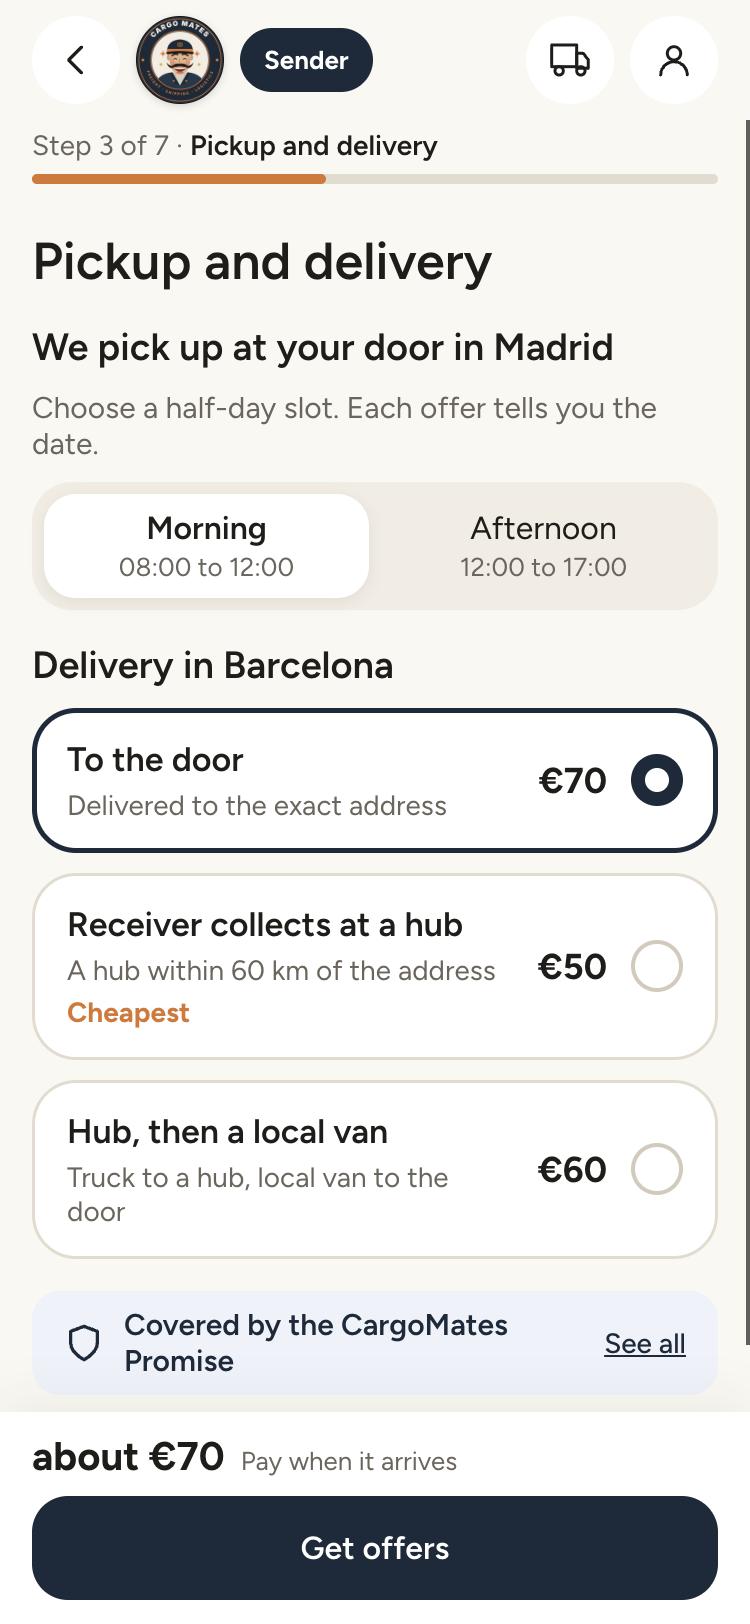 CARGO MATES
Sender
Step 3 of 7 · Pickup and delivery
Pickup and delivery
We pick up at your door in Madrid
Choose a half-day slot. Each offer tells you the
date.
Morning
08:00 to 12:00
Afternoon
12:00 to 17:00
Delivery in Barcelona
To the door
Delivered to the exact address
€70
Receiver collects at a hub
A hub within 60 km of the address
Cheapest
€50
Hub, then a local van
Truck to a hub, local van to the
door
€60
Covered by the CargoMates
Promise
See all
about €70 Pay when it arrives
Get offers